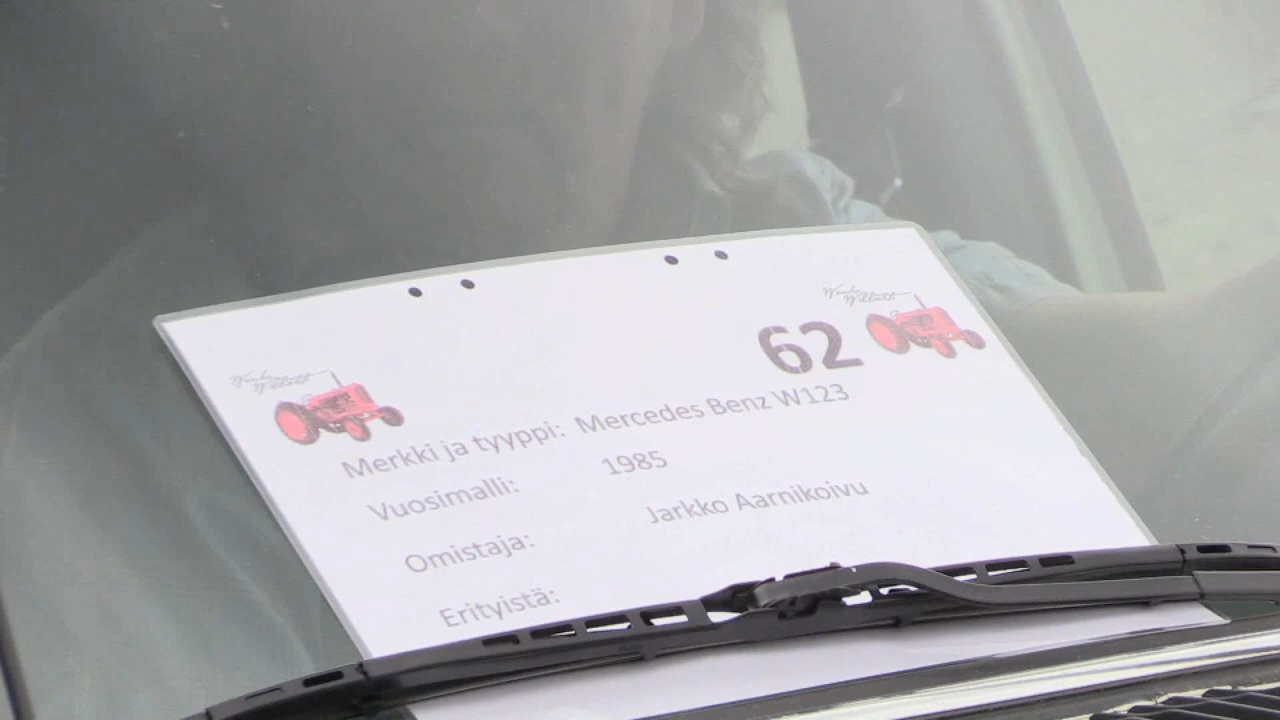 62
Merkki ja tyyppi: Mercedes Benz W123
Vuosimalli: 1985
Omistaja: Jarkko Aarnikoivu
Erityistä: